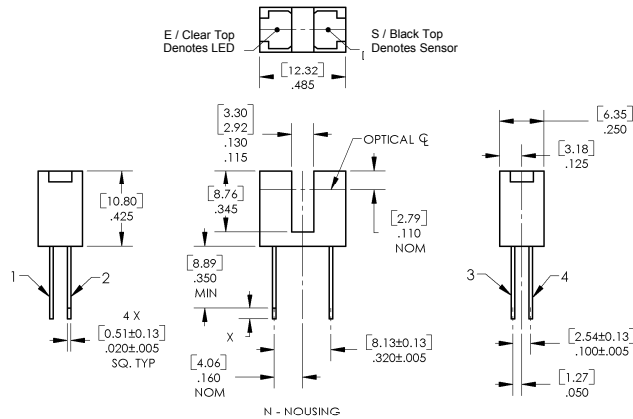 E / Clear Top
Denotes LED
S / Black Top
Denotes Sensor
[12.32]
.485
[3.30
2.92]
.130
.115
OPTICAL ℄
[6.35]
.250
[3.18]
.125
[10.80]
.425
[8.76]
.345
[2.79]
.110
NOM
[8.89]
.350
MIN
1
2
3
4
4 X
[0.51±0.13]
.020±.005
SQ. TYP
X
[8.13±0.13]
.320±.005
[2.54±0.13]
.100±.005
[4.06]
.160
NOM
[1.27]
.050
N - NOUSING